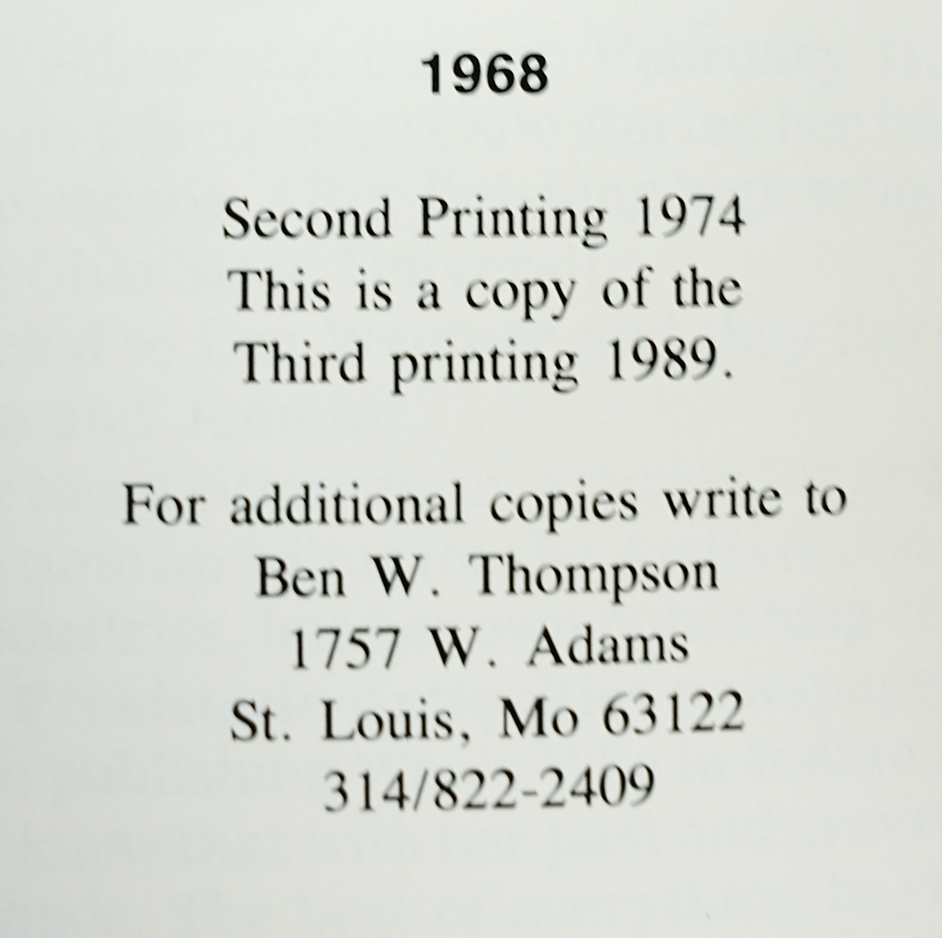 1968
Second Printing 1974
This is a copy of the
Third printing 1989.
For additional copies write to
Ben W. Thompson
1757 W. Adams
St. Louis, Mo 63122
314/822-2409